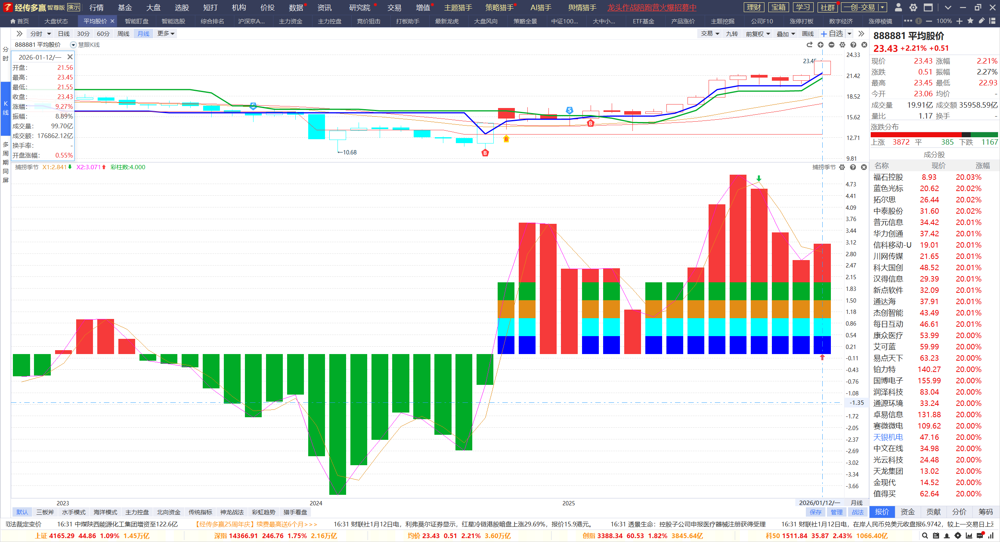 经传多赢 智尊版 演示 行情 基金 大盘 选股 短打 机构 价投 数据 资讯 研究院 交易 增值 主题猎手 策略猎手 AI猎手 舆情猎手 龙头作战陪跑营火爆招募中 理财 宝箱 学习 社群 一创-交易
首页 大盘状态 平均股价 智能盯盘 智能选股 综合排名 沪深京A... 主力资金 主力控盘 竞价狙击 打板助手 最新龙虎 大盘风向 策略全景 中证100... 大中小... ETF基金 产品涨价 主题挖掘 公司F10 涨停打板 数字经济 涨停棱镜 100%
分时 日线 30分 60分 周线 月线 更多 交易 九转 前复权 叠加 画线 自选
888881 平均股价 慧眼K线
分时
K线
多周期同屏
2026-01-12/一
开盘: 21.56
最高: 23.45
最低: 21.55
收盘: 23.43
涨幅: 9.27%
振幅: 8.89%
成交量: 99.70亿
成交额: 176862.12亿
换手率: -
开盘涨幅: 0.55%
23.45
←10.68
S
S
B
B
B
24.33
21.42
18.52
15.62
12.71
9.81
捕捞季节 X1:2.841 X2:3.071 彩柱数:4.000
捕捞季节
4.73
4.41
4.09
3.76
3.44
3.12
2.80
2.47
2.15
1.83
1.50
1.18
0.86
0.54
0.21
-0.11
-0.43
-0.76
-1.08
-1.35
-1.72
-2.05
-2.37
-2.69
-3.02
-3.34
-3.66
2023 2024 2025 2026/01/12/一 月线
默认 三板斧 水手模式 海洋模式 主力控盘 北向资金 传统指标 神龙战法 彩虹趋势 猎手看盘 保存 管理 战法
888881 平均股价
23.43 +2.21% +0.51
现价 23.43 涨幅 2.21%
涨跌 0.51 振幅 2.27%
最高 23.45 最低 22.93
今开 23.06 均价 -
成交量 19.91亿 成交额 35958.59亿
量比 1.17 换手 -
涨跌分布
上涨 3872 平 385 下跌 1167
成分股
名称 现价 涨幅
福石控股 8.93 20.03%
蓝色光标 20.62 20.02%
拓尔思 26.44 20.02%
中泰股份 31.60 20.02%
普元信息 34.42 20.01%
华力创通 37.42 20.01%
信科移动-U 19.01 20.01%
川网传媒 21.65 20.01%
科大国创 48.52 20.01%
汉得信息 29.39 20.01%
新点软件 32.09 20.01%
通达海 37.91 20.01%
杰创智能 43.49 20.01%
每日互动 46.61 20.01%
康众医疗 53.99 20.00%
艾可蓝 59.99 20.00%
易点天下 63.23 20.00%
铂力特 140.27 20.00%
国博电子 155.99 20.00%
润泽科技 83.04 20.00%
通源环境 33.24 20.00%
卓易信息 131.88 20.00%
赛微微电 109.62 20.00%
天银机电 47.16 20.00%
中文在线 34.98 20.00%
光云科技 24.48 20.00%
天龙集团 13.02 20.00%
金现代 14.52 20.00%
值得买 62.64 20.00%
报价 资金 贡献 分价 筹码
司法裁定变价 16:31 中煤陕西能源化工集团增资至122.6亿 【经传多赢25周年庆】续费最高送6个月>>> 16:31 财联社1月12日电，利弗莫尔证券显示，红星冷链港股暗盘上涨29.69%，报价15.9港元。 16:31 透景生命：控股子公司申报医疗器械注册获得受理 16:31 财联社1月12日电，在岸人民币兑美元收盘报6.9742，较上一交易日上涨
上证 4165.29 44.86 1.09% 1.45万亿 深指 14366.91 246.76 1.75% 2.16万亿 均价 23.43 0.51 2.21% 3.60万亿 创指 3388.34 60.53 1.82% 3845.64亿 科50 1511.84 35.87 2.43% 1066.40亿